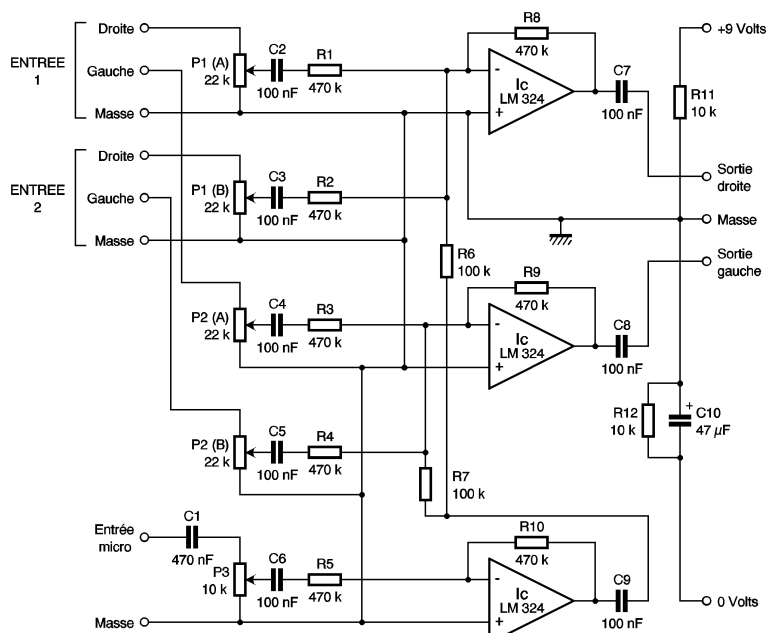 Droite
ENTREE
1
Gauche
Masse
P1 (A)
22 k
C2
100 nF
R1
470 k
R8
470 k
-
+
Ic
LM 324
C7
100 nF
+9 Volts
R11
10 k
Droite
ENTREE
2
Gauche
Masse
P1 (B)
22 k
C3
100 nF
R2
470 k
Sortie
droite
Masse
R6
100 k
Sortie
gauche
P2 (A)
22 k
C4
100 nF
R3
470 k
R9
470 k
-
+
Ic
LM 324
C8
100 nF
P2 (B)
22 k
C5
100 nF
R4
470 k
R7
100 k
R12
10 k
+
C10
47 µF
Entrée
micro
C1
470 nF
P3
10 k
C6
100 nF
R5
470 k
R10
470 k
-
+
Ic
LM 324
C9
100 nF
0 Volts
Masse